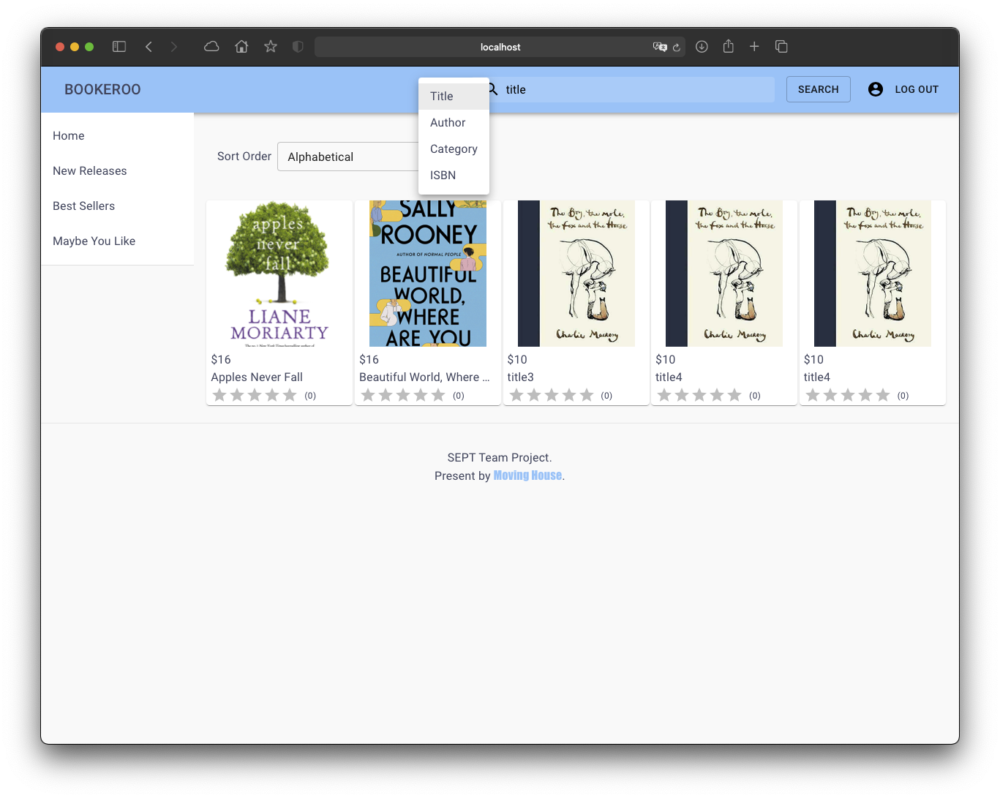 localhost
BOOKEROO
title
SEARCH
LOG OUT
Title
Author
Category
ISBN
Home
New Releases
Best Sellers
Maybe You Like
Sort Order
Alphabetical
apples
never
fall
LIANE
MORIARTY
$16
Apples Never Fall
(0)
SALLY
ROONEY
AUTHOR OF NORMAL PEOPLE
BEAUTIFUL
WORLD,
WHERE
ARE YOU
$16
Beautiful World, Where ...
(0)
The Boy, the mole,
the fox and the Horse
Charlie Mackesy
$10
title3
(0)
The Boy, the mole,
the fox and the Horse
Charlie Mackesy
$10
title4
(0)
The Boy, the mole,
the fox and the Horse
Charlie Mackesy
$10
title4
(0)
SEPT Team Project.
Present by Moving House.